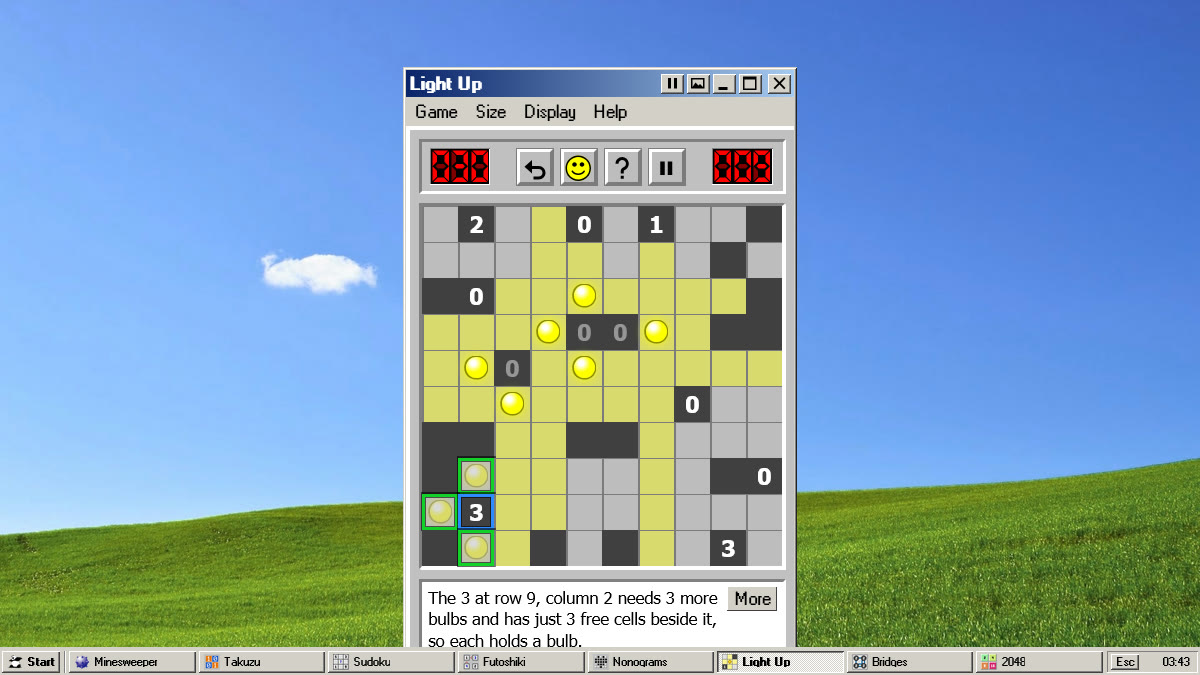 Light Up
Game Size Display Help
?
2 0 1
0
0 0
0
0
0
3
3
The 3 at row 9, column 2 needs 3 more
bulbs and has just 3 free cells beside it,
so each holds a bulb.
More
Start Minesweeper Takuzu Sudoku Futoshiki Nonograms Light Up Bridges 2048 Esc 03:43